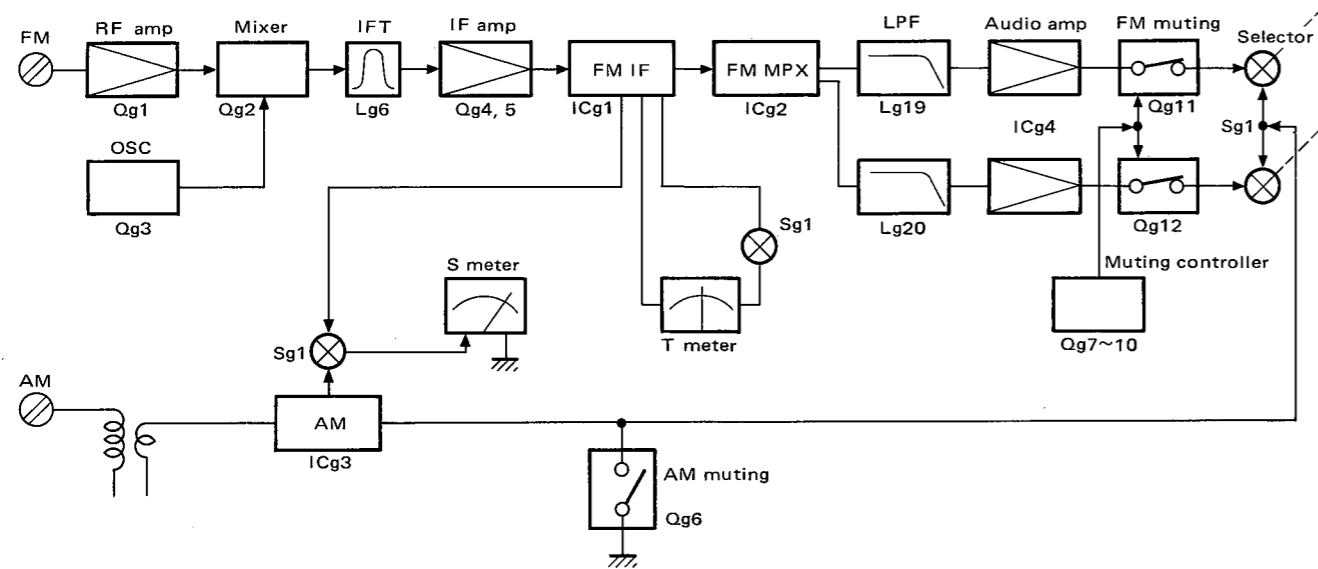 FM
RF amp
Qg1
Mixer
Qg2
IFT
Lg6
IF amp
Qg4, 5
FM IF
ICg1
FM MPX
ICg2
LPF
Lg19
Audio amp
ICg4
FM muting
Qg11
Selector
Sg1
OSC
Qg3
Lg20
Qg12
Sg1
T meter
Muting controller
Qg7~10
S meter
Sg1
AM
AM
ICg3
AM muting
Qg6